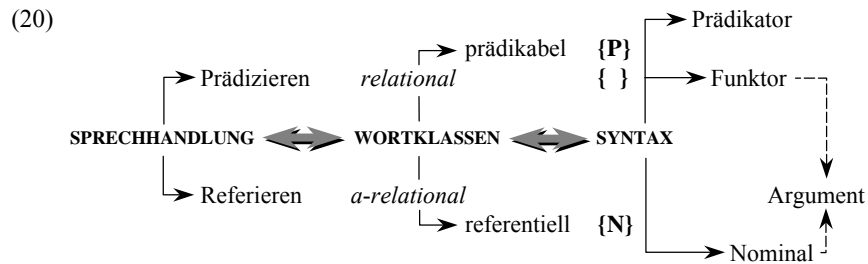 (20)
Prädikator
prädikabel {P}
Prädizieren relational { } Funktor
SPRECHHANDLUNG WORTKLASSEN SYNTAX
Referieren a-relational Argument
referentiell {N}
Nominal